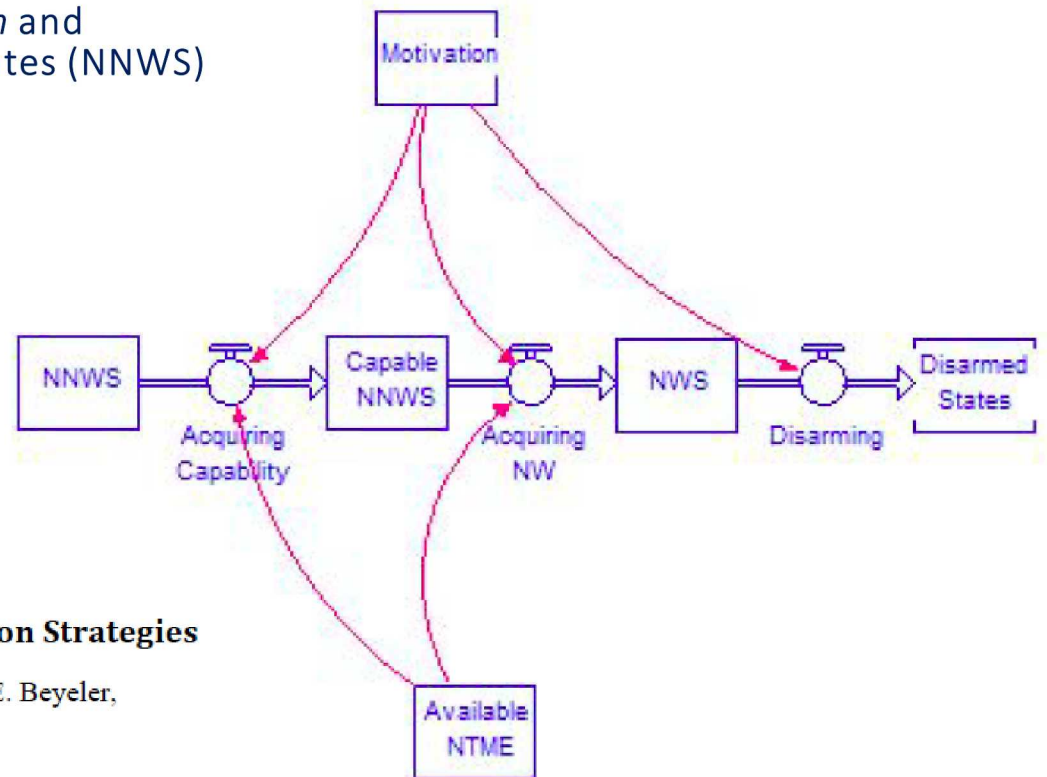 and
tes (NNWS)
Motivation
NNWS
Acquiring
Capability
Capable
NNWS
Acquiring
NW
NWS
Disarming
Disarmed
States
on Strategies
E. Beyeler,
Available
NTME